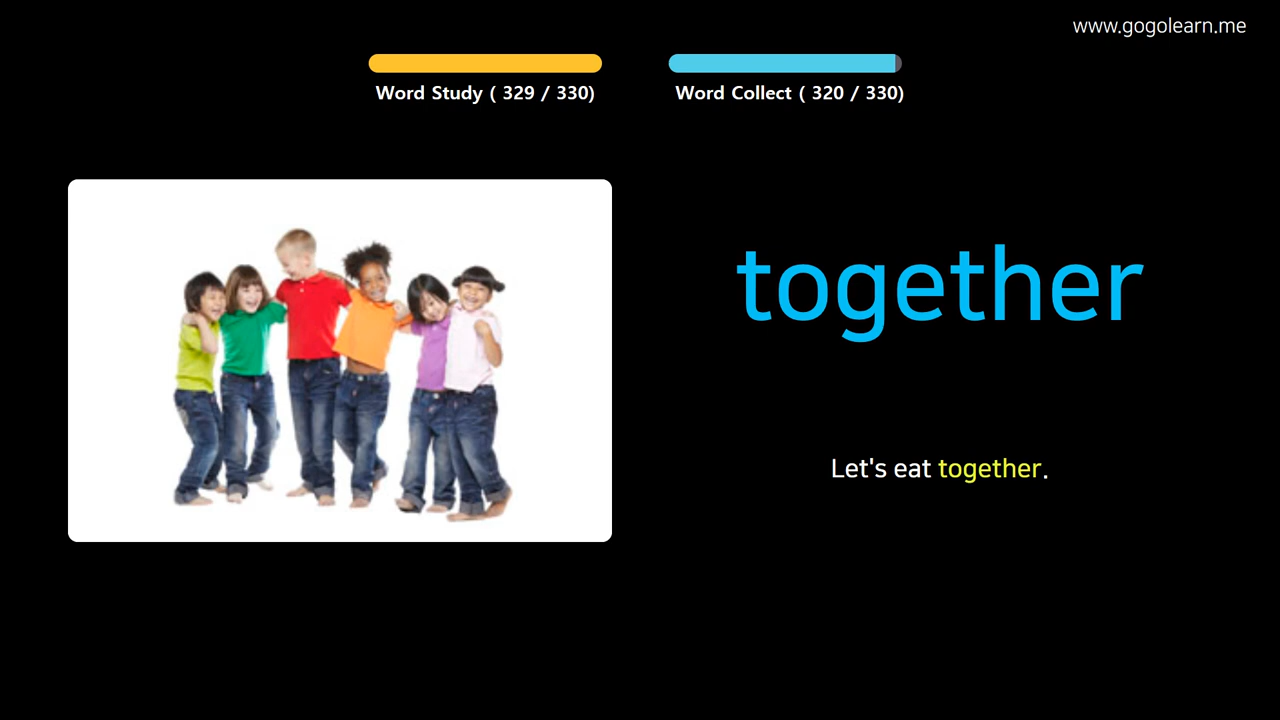 www.gogolearn.me
Word Study ( 329 / 330)
Word Collect ( 320 / 330)
together
Let's eat together.